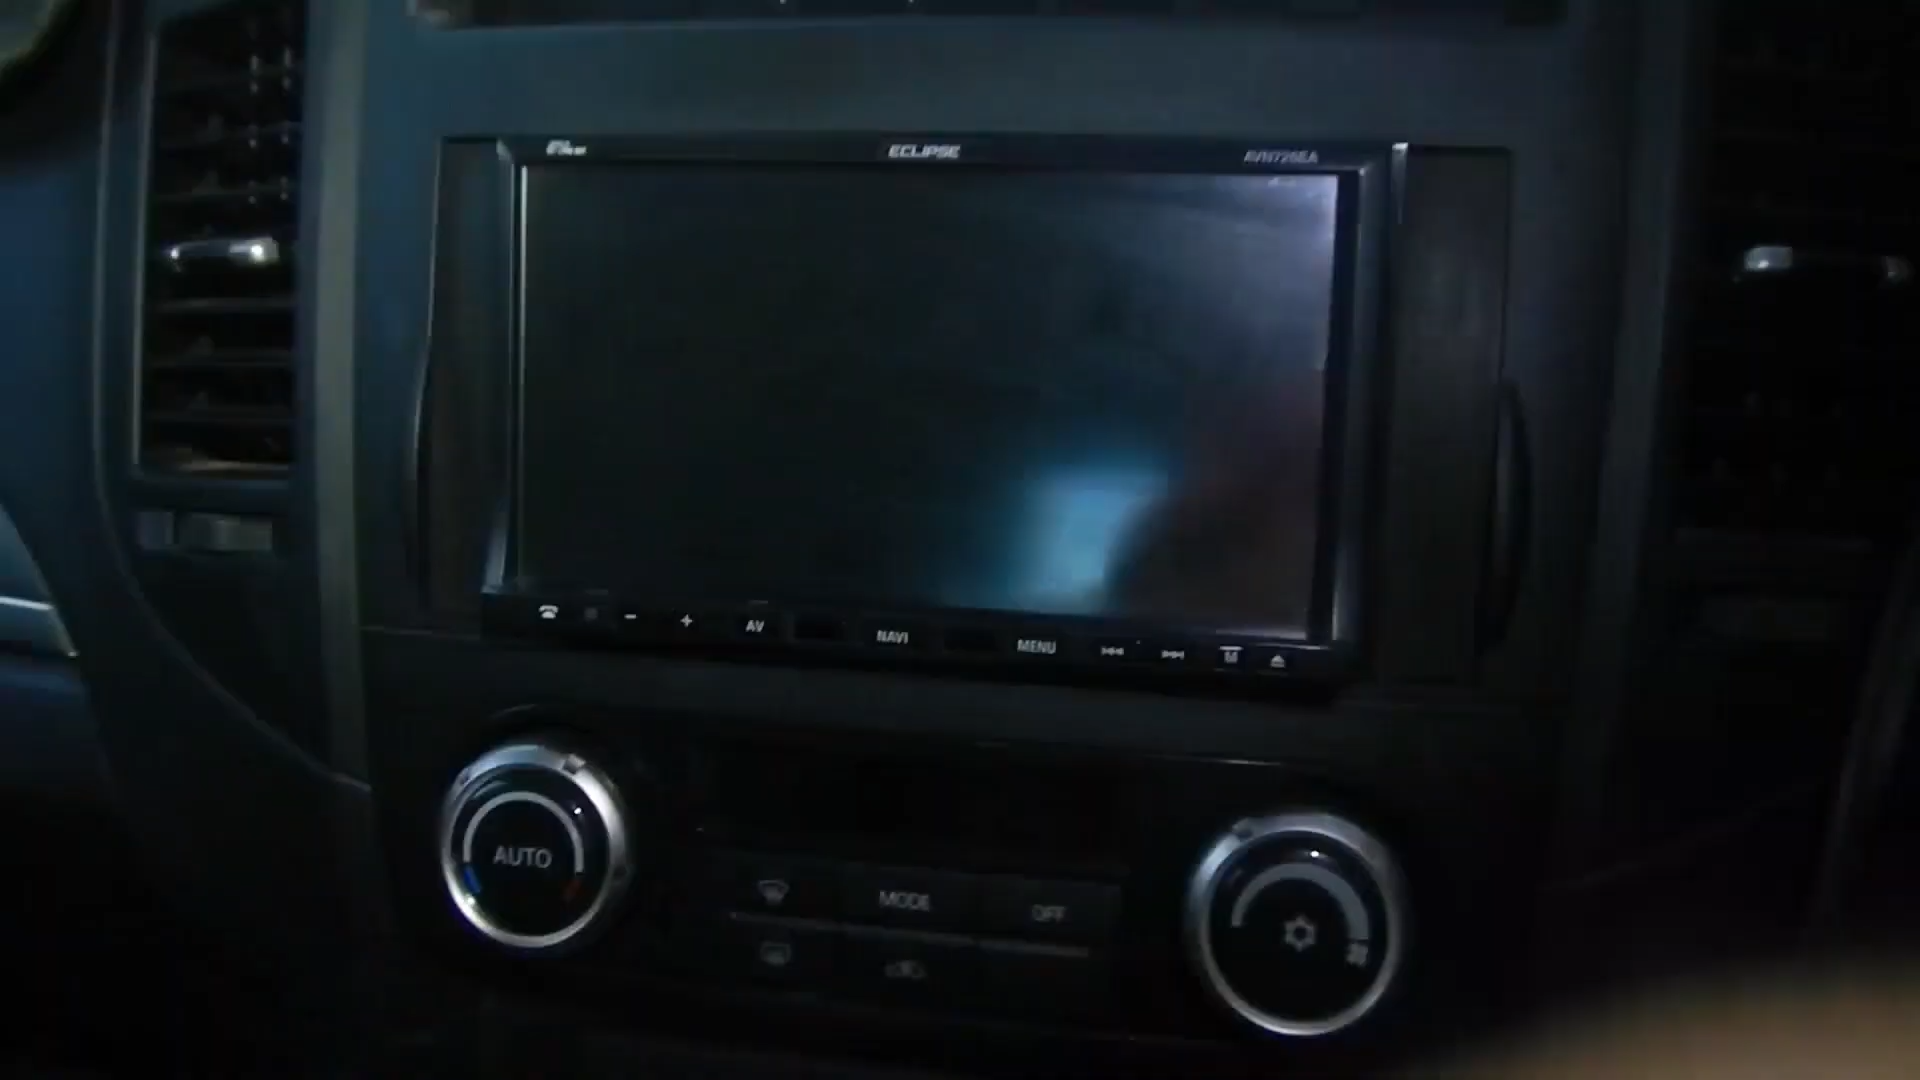 ECLIPSE
AVN726EA
AV
NAVI
MENU
M
AUTO
MODE
OFF